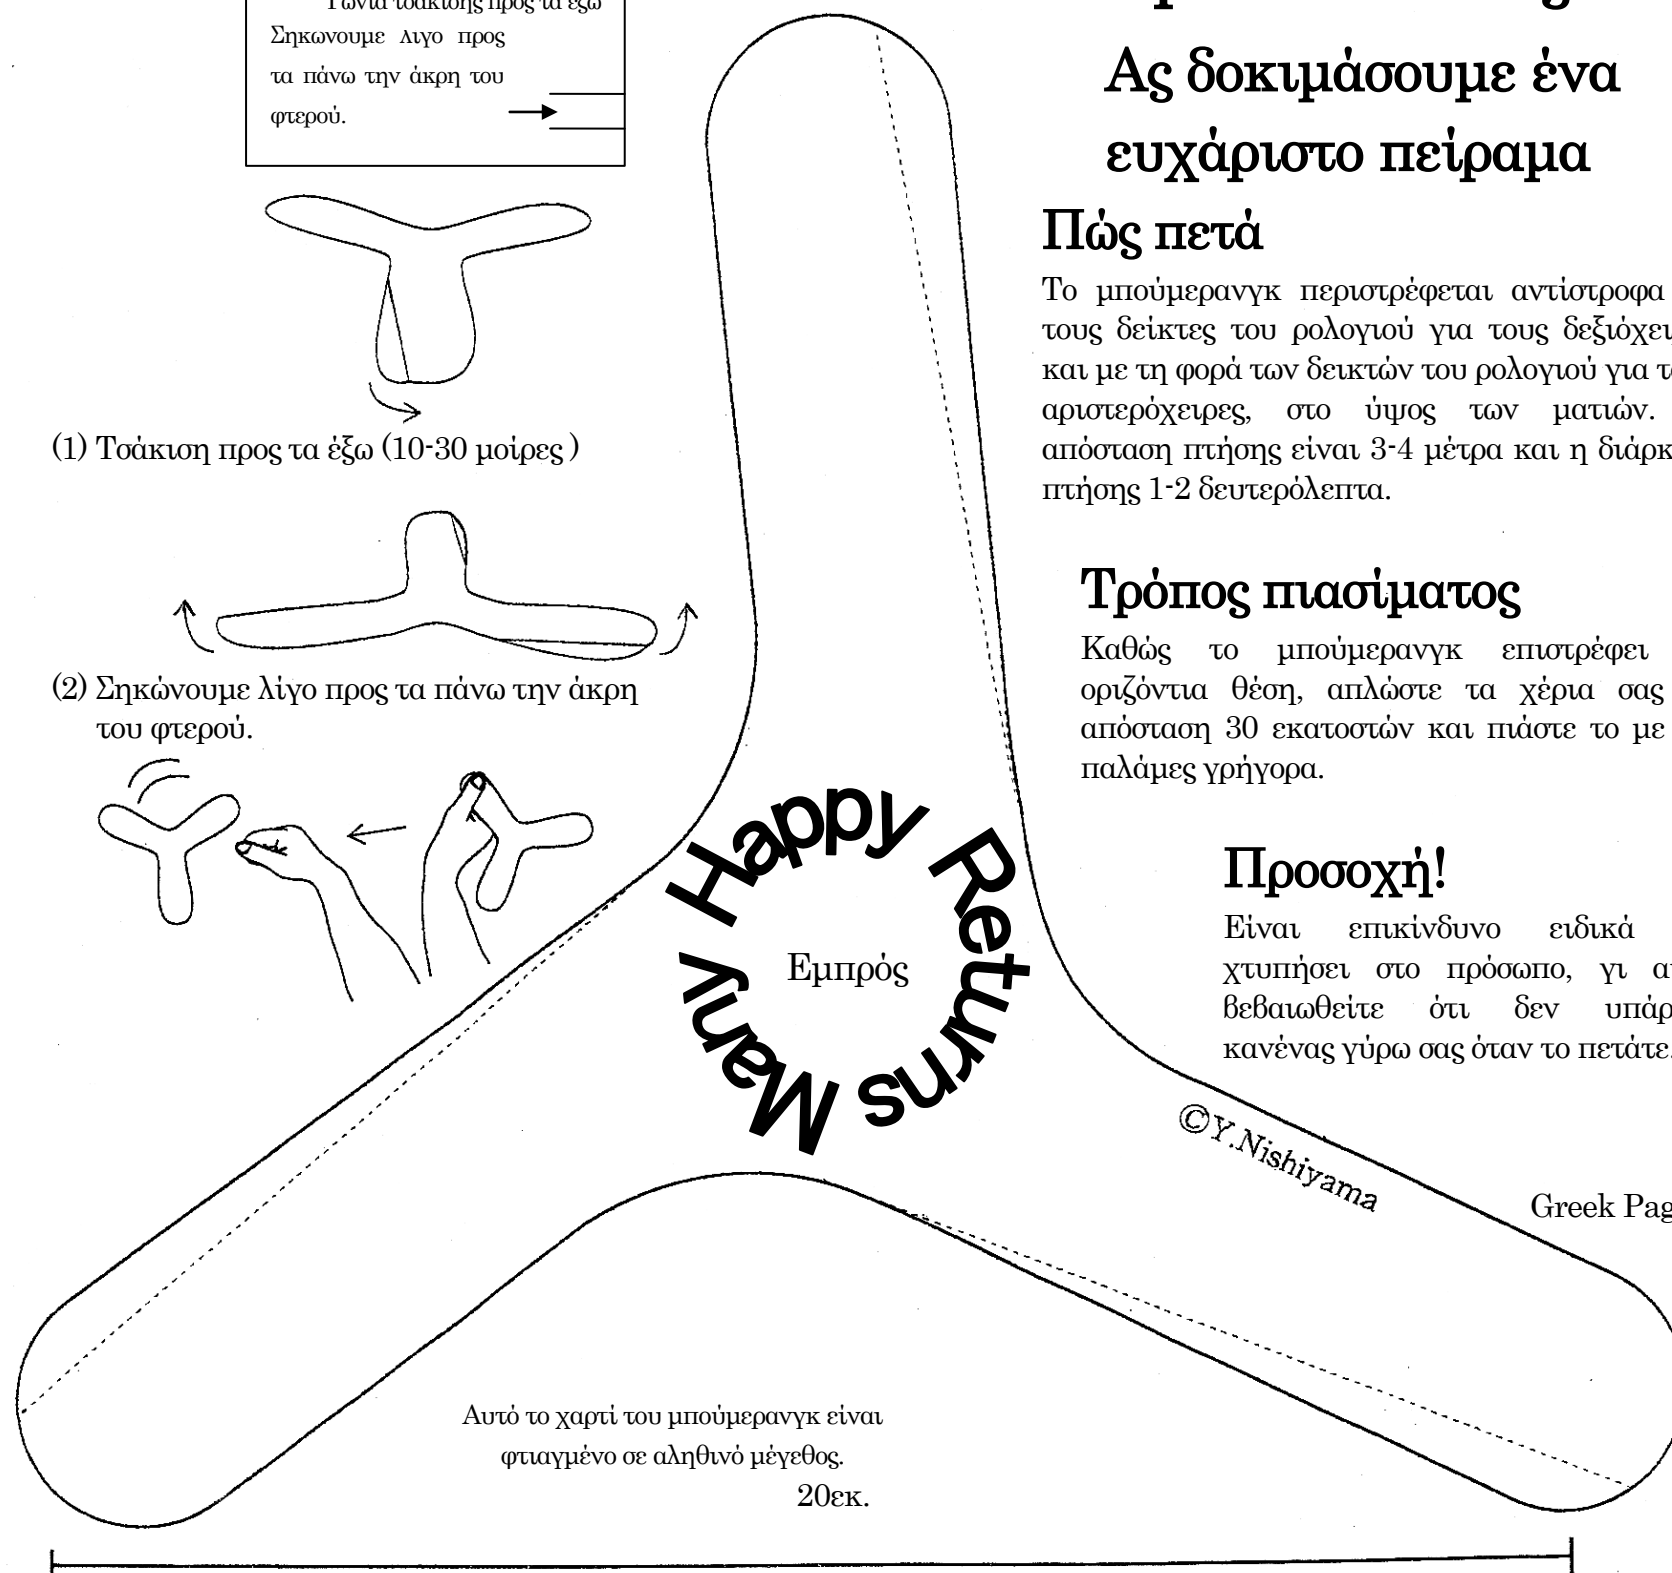 Γωνία τσάκισης προς τα έξω
Σηκωνουμε λιγο προς
τα πάνω την άκρη του
φτερού.
(1) Τσάκιση προς τα έξω (10-30 μοίρες )
(2) Σηκώνουμε λίγο προς τα πάνω την άκρη
του φτερού.
Ας δοκιμάσουμε ένα
ευχάριστο πείραμα
Πώς πετά
Το μπούμερανγκ περιστρέφεται αντίστροφα
τους δείκτες του ρολογιού για τους
και με τη φορά των δεικτών του ρολογιού για
αριστερόχειρες, στο ύψος των ματιών.
απόσταση πτήσης είναι 3-4 μέτρα και η
πτήσης 1-2 δευτερόλεπτα.
Τρόπος πιασίματος
Καθώς το μπούμερανγκ επιστρέφει
οριζόντια θέση, απλώστε τα χέρια σας
απόσταση 30 εκατοστών και πιάστε το με
παλάμες γρήγορα.
Προσοχή!
Είναι επικίνδυνο ειδικά
χτυπήσει στο πρόσωπο, γι
βεβαιωθείτε ότι δεν
κανένας γύρω σας όταν το πετάτε.
Many Happy Returns
Εμπρός
©Y.Nishiyama
Greek
Αυτό το χαρτί του μπούμερανγκ είναι
φτιαγμένο σε αληθινό μέγεθος.
20εκ.